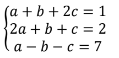 a + b + 2c = 1
2a + b + c = 2
a − b − c = 7